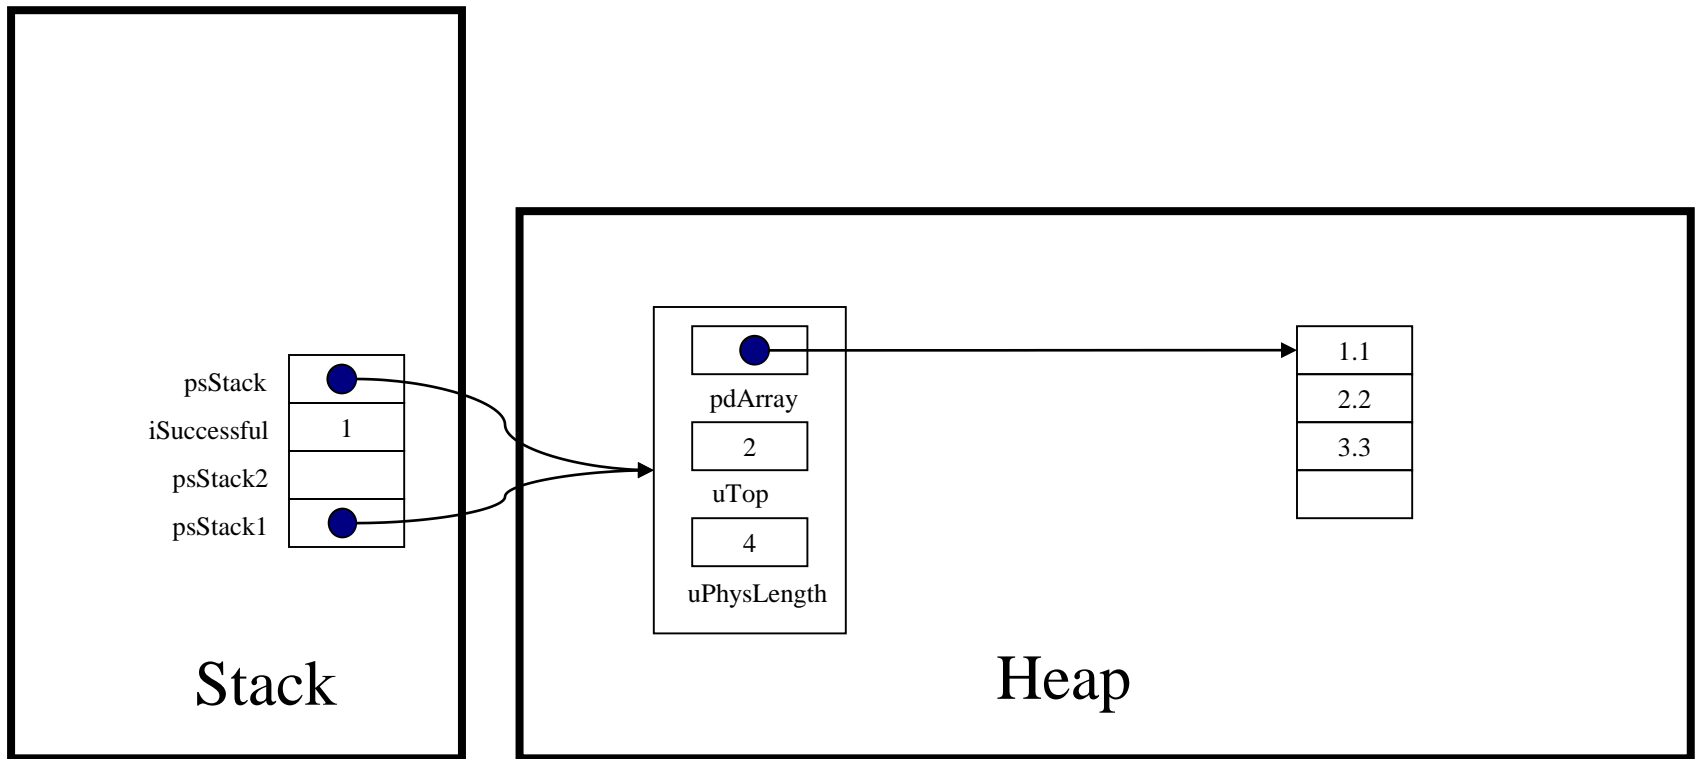 psStack
iSuccessful 1
psStack2
psStack1
Stack
pdArray
2
uTop
4
uPhysLength
1.1
2.2
3.3
Heap